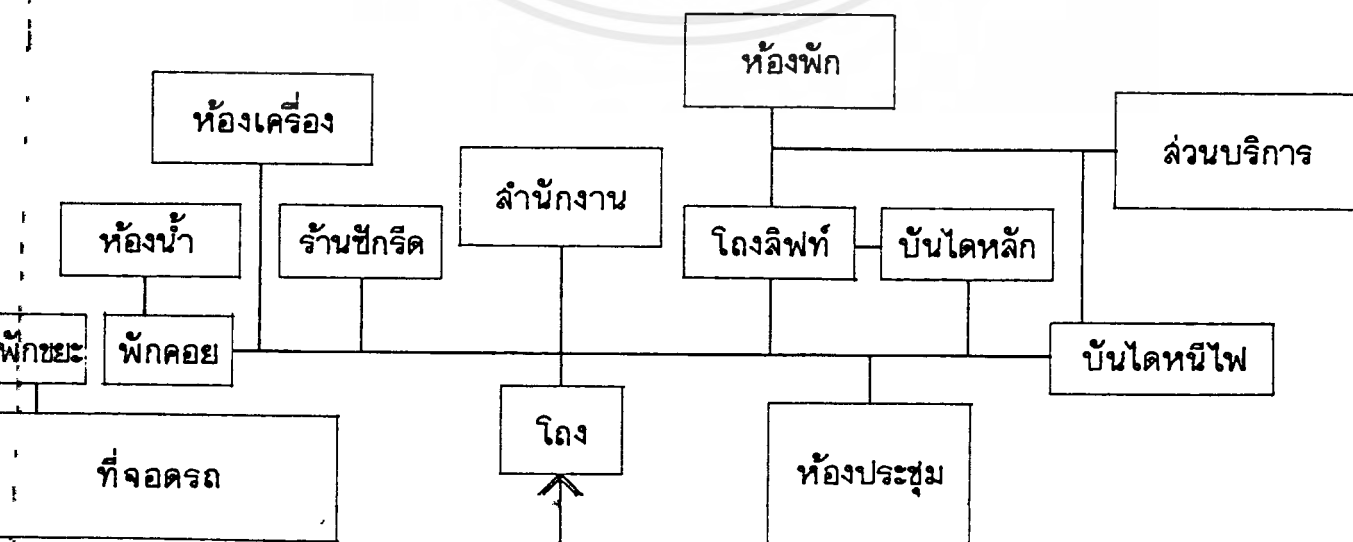 ห้องพัก
ห้องเครื่อง
ส่วนบริการ
สำนักงาน
ห้องน้ำ
ร้านซักรีด
โถงลิฟท์
บันไดหลัก
พักขยะ
พักคอย
บันไดหนีไฟ
โถง
ที่จอดรถ
ห้องประชุม